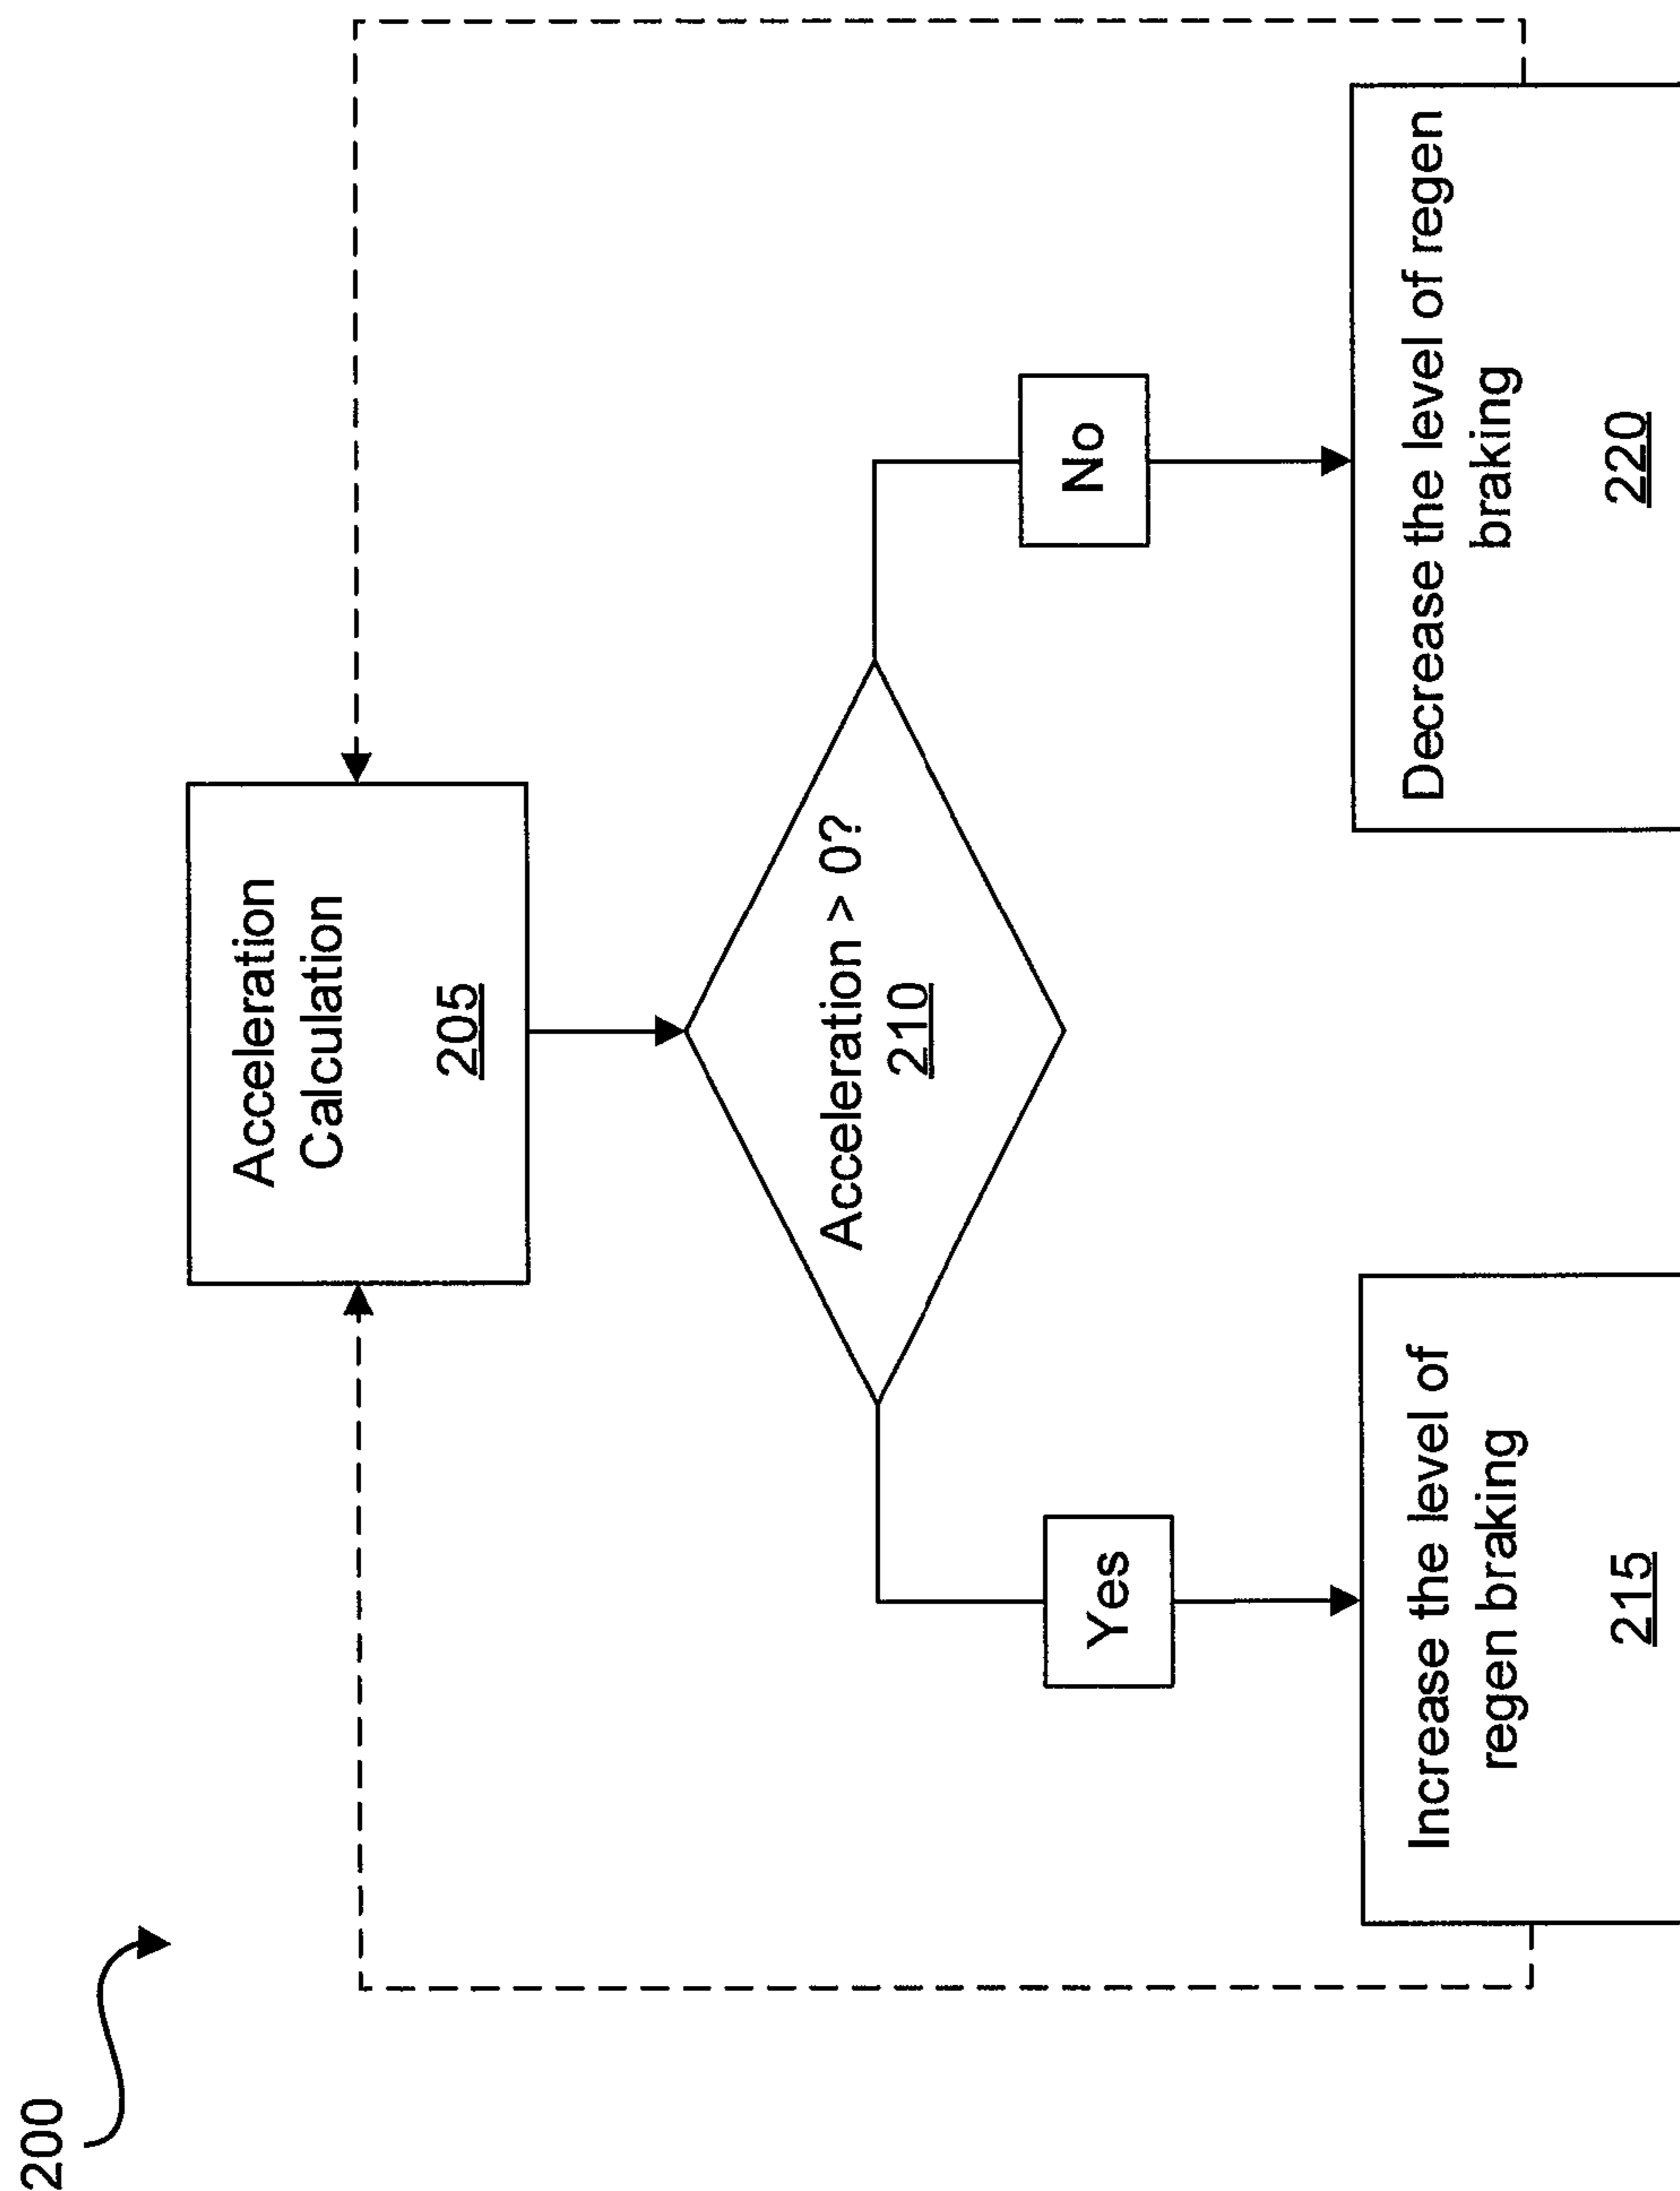 200
Acceleration
Calculation
205
Acceleration > 0?
210
Yes
No
Increase the level of
regen braking
215
Decrease the level of regen
braking
220